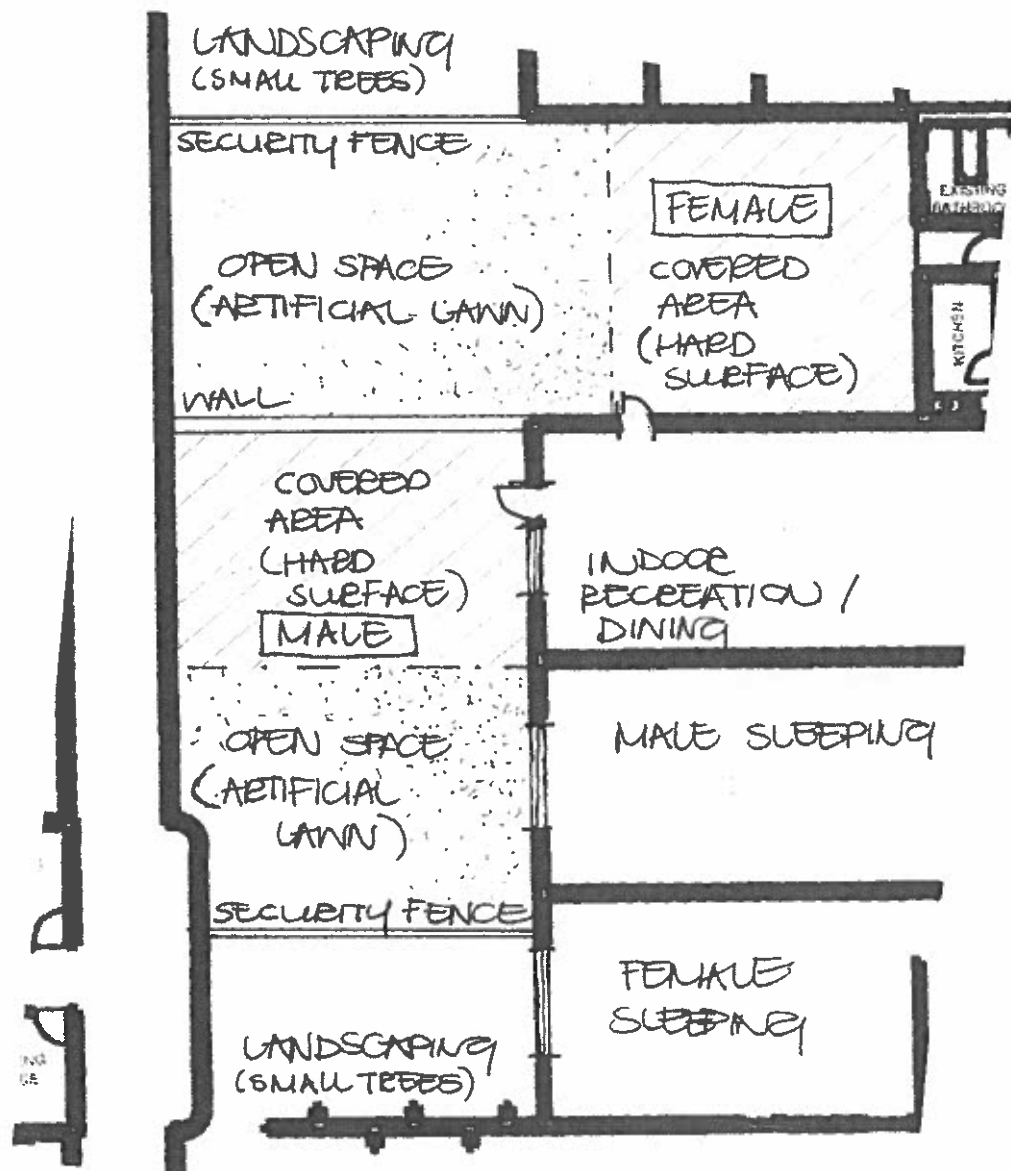 LANDSCAPING
(SMALL TREES)
SECURITY FENCE
FEMALE
EXISTING
OPEN SPACE
(ARTIFICIAL LAWN)
COVERED
AREA
(HARD
SURFACE)
KITCHEN
WALL
COVERED
AREA
(HARD
SURFACE)
MALE
INDOOR
RECREATION /
DINING
OPEN SPACE
(ARTIFICIAL
LAWN)
MALE SLEEPING
SECURITY FENCE
FEMALE
SLEEPING
LANDSCAPING
(SMALL TREES)